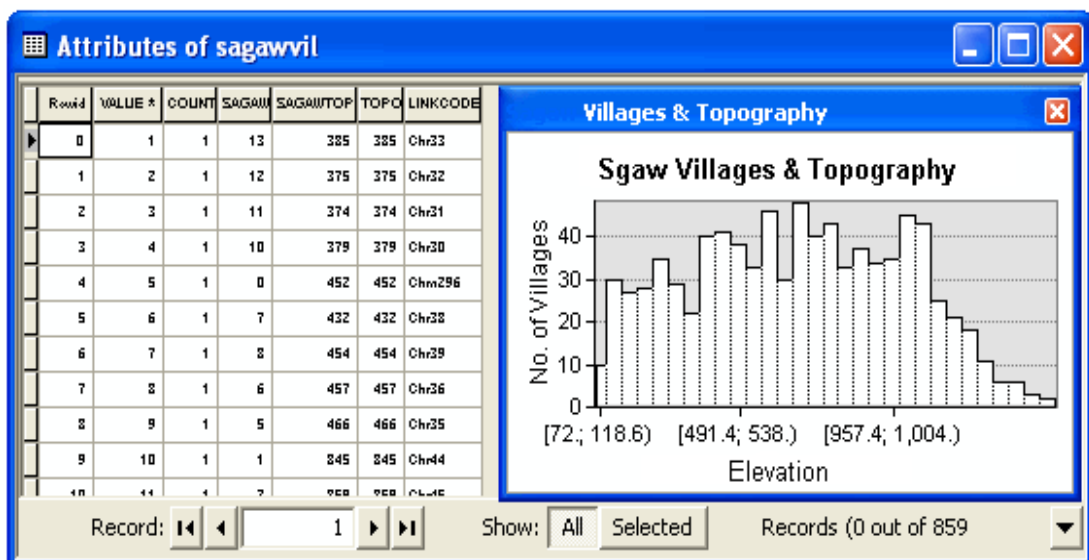 Attributes of sagawvil
Rowid VALUE * COUNT SAGAW SAGAWTOP TOPO LINKCODE
0 1 1 13 385 385 Chr33
1 2 1 12 375 375 Chr32
2 3 1 11 374 374 Chr31
3 4 1 10 379 379 Chr30
4 5 1 0 452 452 Chm296
5 6 1 7 432 432 Chr38
6 7 1 8 454 454 Chr39
7 8 1 6 457 457 Chr36
8 9 1 5 466 466 Chr35
9 10 1 1 845 845 Chr44
10 11 1
Villages & Topography
Sgaw Villages & Topography
No. of Villages
40
30
20
10
0
[72.; 118.6) [491.4; 538.) [957.4; 1,004.)
Elevation
Record: 1 Show: All Selected Records (0 out of 859